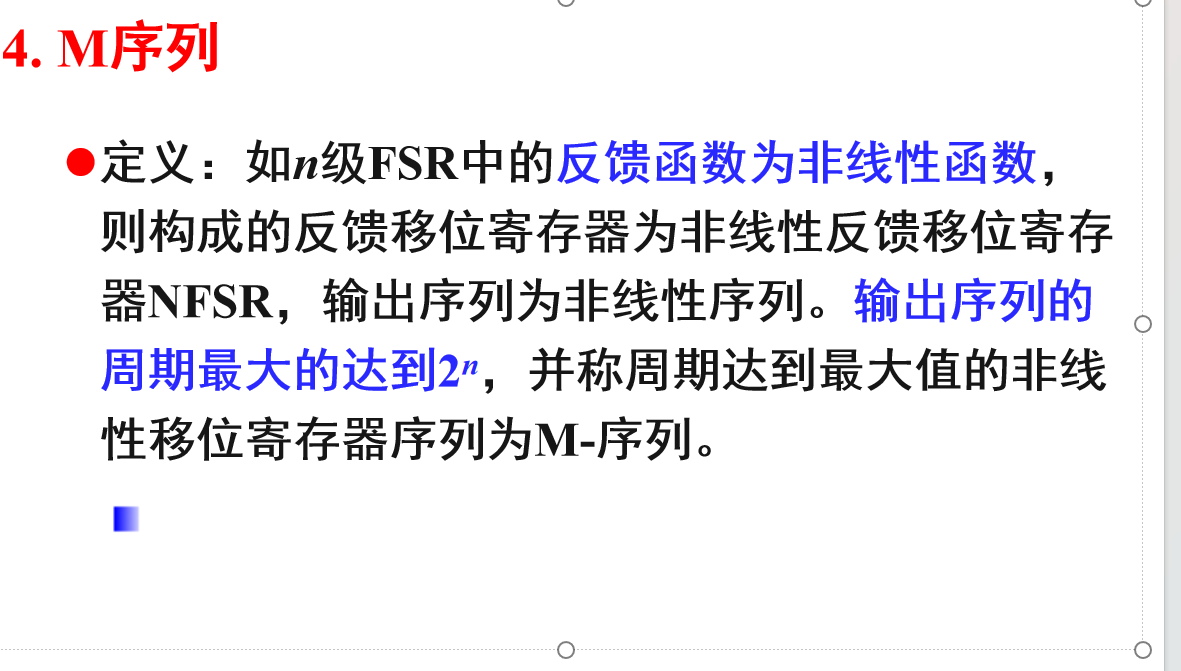 4. M序列
定义：如n级FSR中的反馈函数为非线性函数，
则构成的反馈移位寄存器为非线性反馈移位寄存
器NFSR，输出序列为非线性序列。输出序列的
周期最大的达到2ⁿ，并称周期达到最大值的非线
性移位寄存器序列为M-序列。